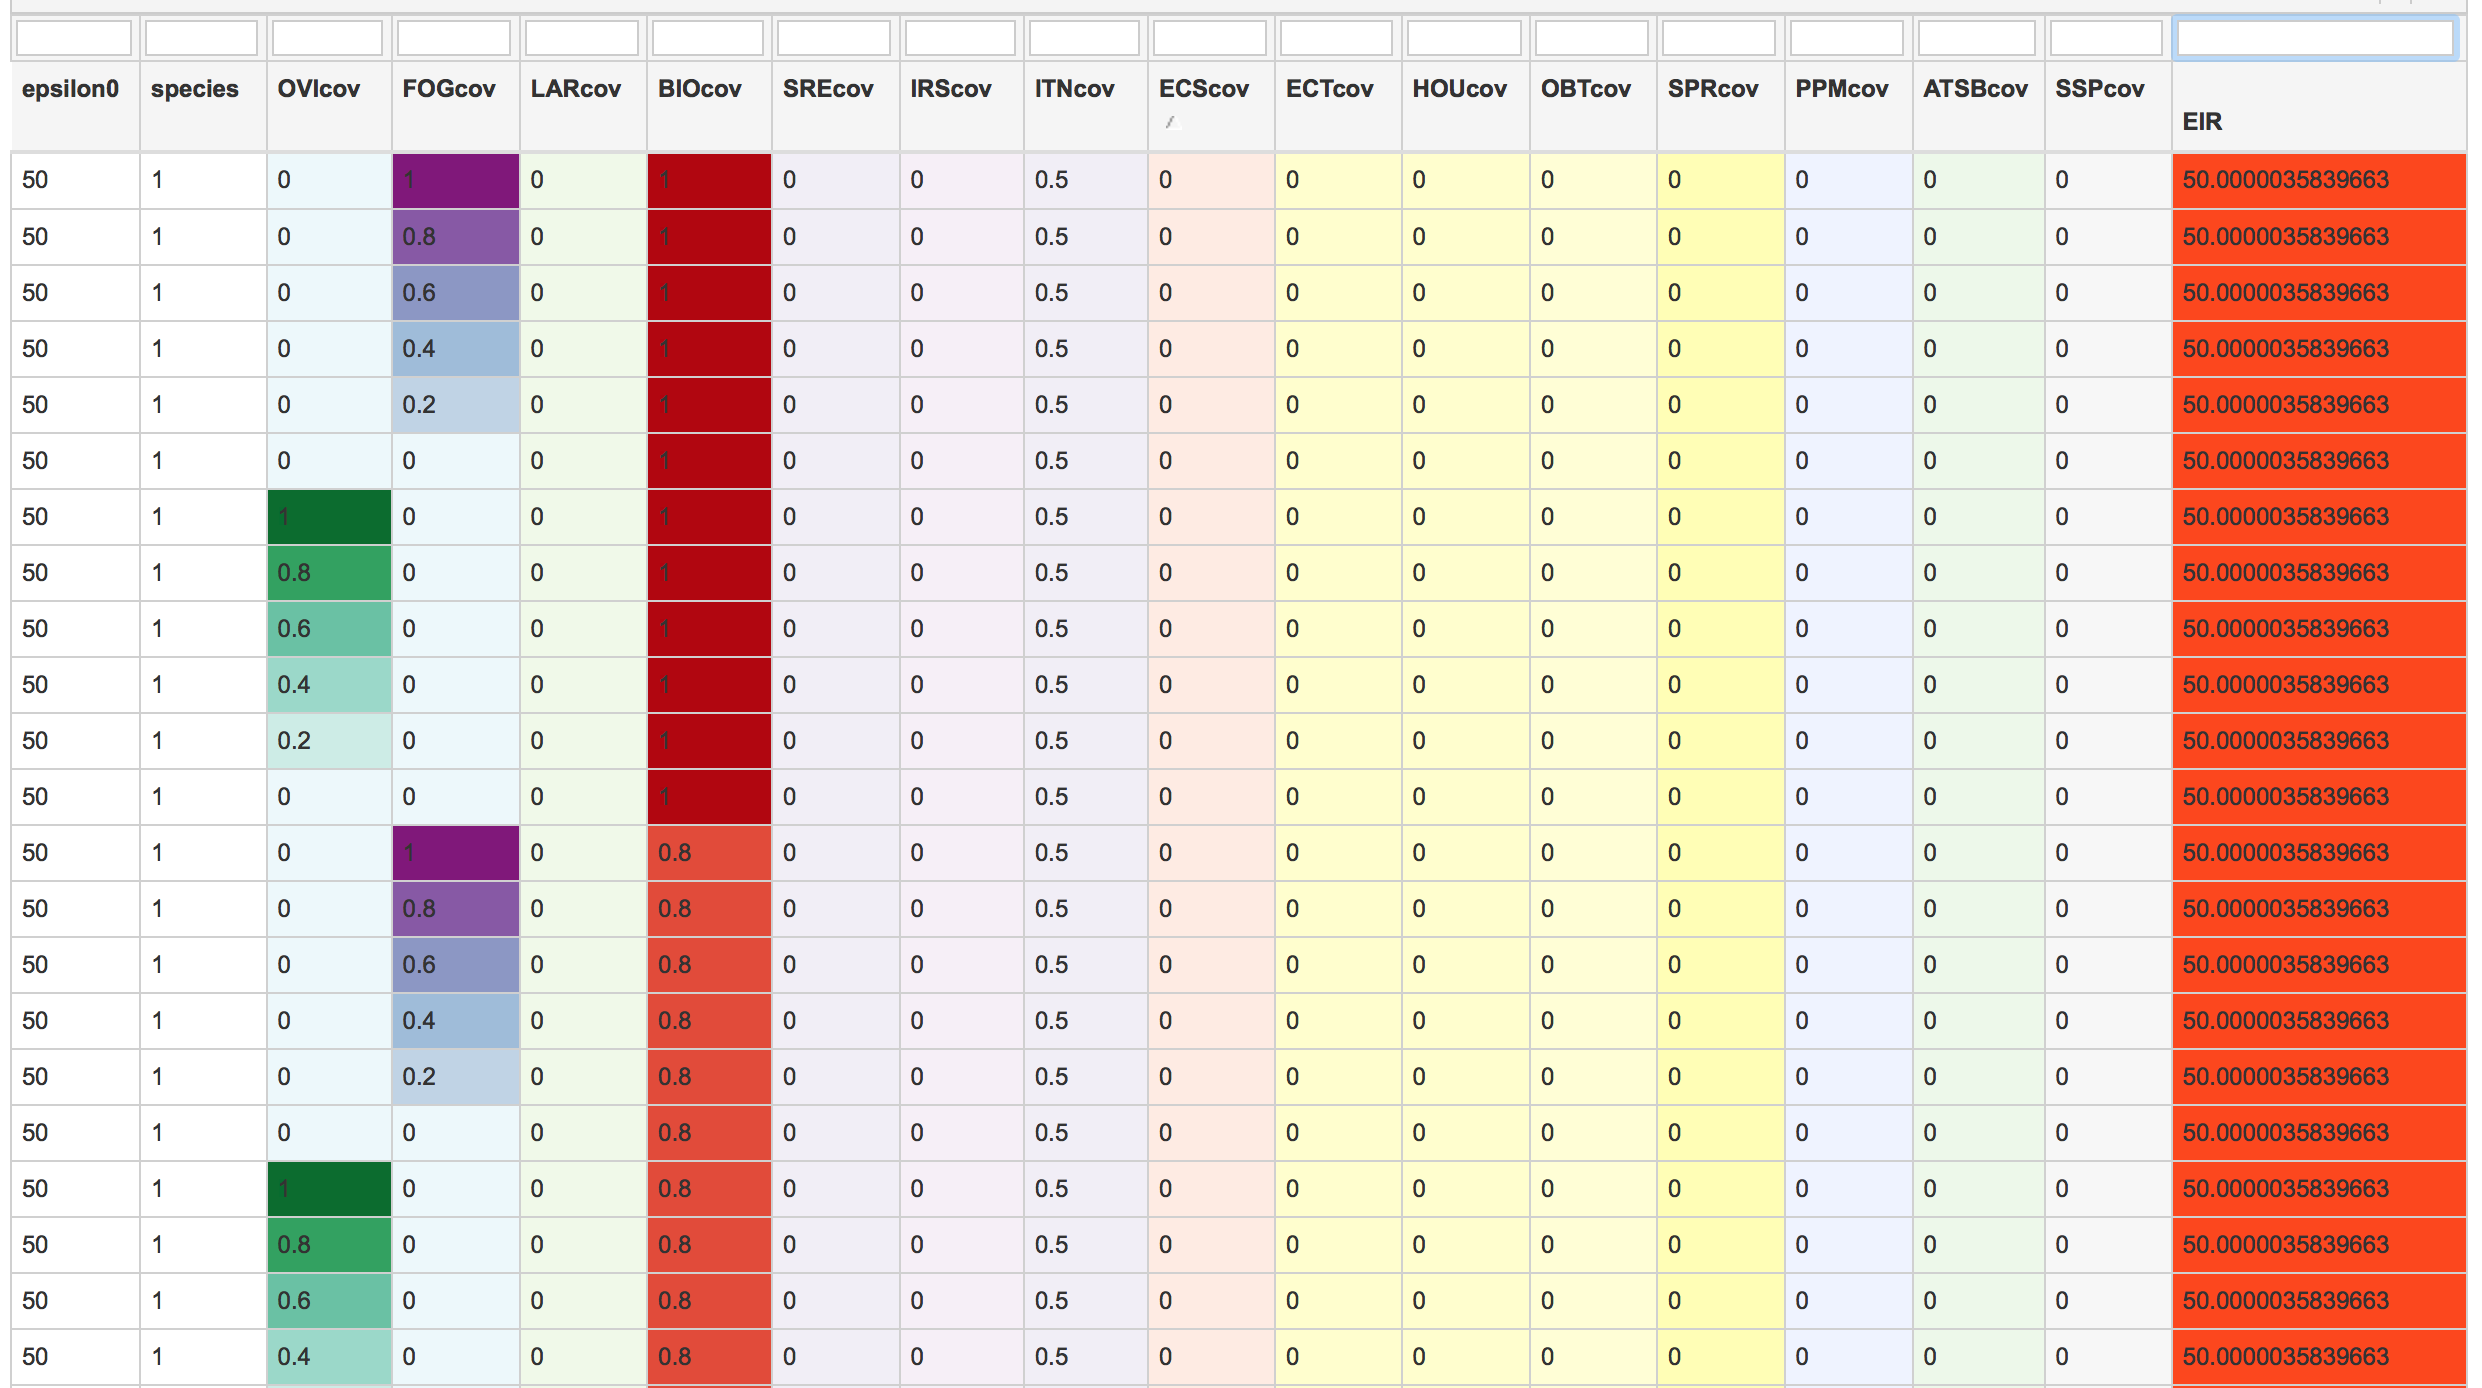 epsilon0 species OVIcov FOGcov LARcov BIOcov SREcov IRScov ITNcov ECScov ECTcov HOUcov OBTcov SPRcov PPMcov ATSBcov SSPcov EIR
50 1 0 1 0 1 0 0 0.5 0 0 0 0 0 0 0 0 50.0000035839663
50 1 0 0.8 0 1 0 0 0.5 0 0 0 0 0 0 0 0 50.0000035839663
50 1 0 0.6 0 1 0 0 0.5 0 0 0 0 0 0 0 0 50.0000035839663
50 1 0 0.4 0 1 0 0 0.5 0 0 0 0 0 0 0 0 50.0000035839663
50 1 0 0.2 0 1 0 0 0.5 0 0 0 0 0 0 0 0 50.0000035839663
50 1 0 0 0 1 0 0 0.5 0 0 0 0 0 0 0 0 50.0000035839663
50 1 1 0 0 1 0 0 0.5 0 0 0 0 0 0 0 0 50.0000035839663
50 1 0.8 0 0 1 0 0 0.5 0 0 0 0 0 0 0 0 50.0000035839663
50 1 0.6 0 0 1 0 0 0.5 0 0 0 0 0 0 0 0 50.0000035839663
50 1 0.4 0 0 1 0 0 0.5 0 0 0 0 0 0 0 0 50.0000035839663
50 1 0.2 0 0 1 0 0 0.5 0 0 0 0 0 0 0 0 50.0000035839663
50 1 0 0 0 1 0 0 0.5 0 0 0 0 0 0 0 0 50.0000035839663
50 1 0 1 0 0.8 0 0 0.5 0 0 0 0 0 0 0 0 50.0000035839663
50 1 0 0.8 0 0.8 0 0 0.5 0 0 0 0 0 0 0 0 50.0000035839663
50 1 0 0.6 0 0.8 0 0 0.5 0 0 0 0 0 0 0 0 50.0000035839663
50 1 0 0.4 0 0.8 0 0 0.5 0 0 0 0 0 0 0 0 50.0000035839663
50 1 0 0.2 0 0.8 0 0 0.5 0 0 0 0 0 0 0 0 50.0000035839663
50 1 0 0 0 0.8 0 0 0.5 0 0 0 0 0 0 0 0 50.0000035839663
50 1 1 0 0 0.8 0 0 0.5 0 0 0 0 0 0 0 0 50.0000035839663
50 1 0.8 0 0 0.8 0 0 0.5 0 0 0 0 0 0 0 0 50.0000035839663
50 1 0.6 0 0 0.8 0 0 0.5 0 0 0 0 0 0 0 0 50.0000035839663
50 1 0.4 0 0 0.8 0 0 0.5 0 0 0 0 0 0 0 0 50.0000035839663